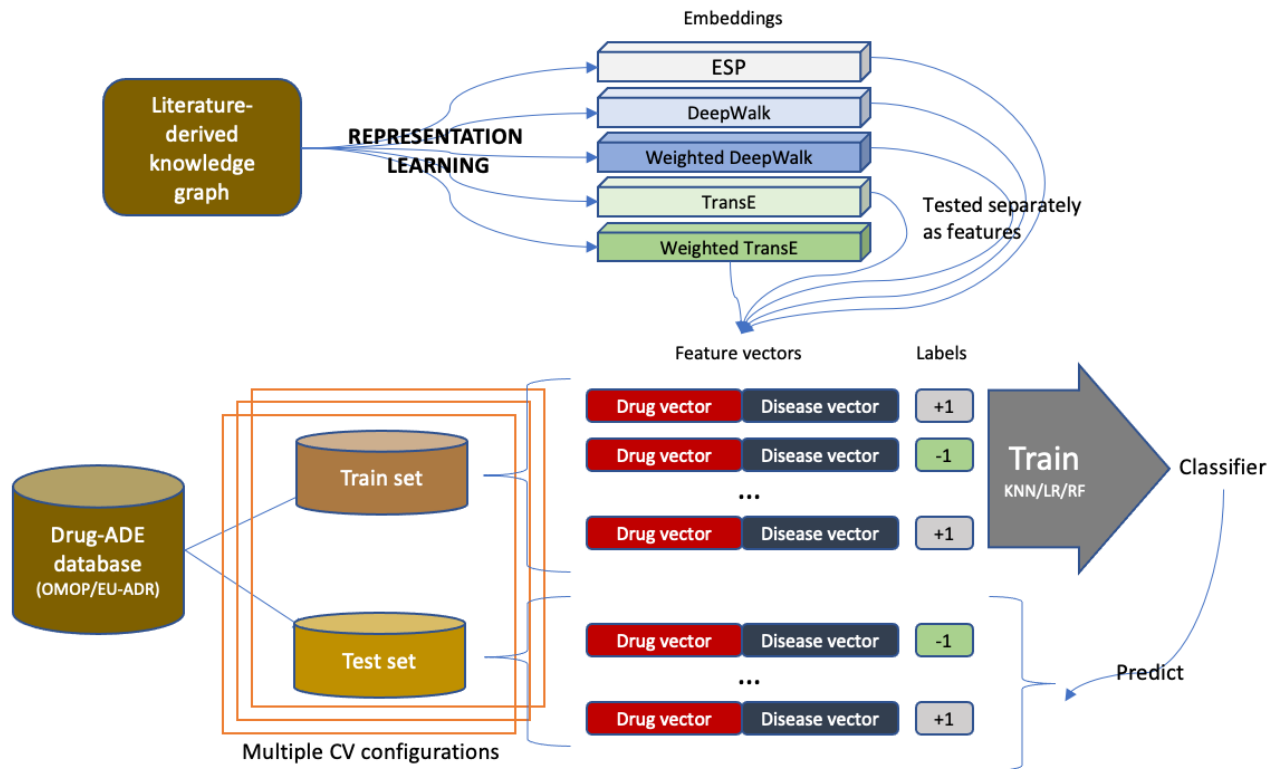 Embeddings
ESP
DeepWalk
Weighted DeepWalk
TransE
Weighted TransE
Literature-
derived
knowledge
graph
REPRESENTATION
LEARNING
Tested separately
as features
Feature vectors
Labels
Drug vector
Disease vector
+1
Drug vector
Disease vector
-1
...
Drug vector
Disease vector
+1
Train
KNN/LR/RF
Classifier
Train set
Drug-ADE
database
(OMOP/EU-ADR)
Test set
Drug vector
Disease vector
-1
...
Drug vector
Disease vector
+1
Predict
Multiple CV configurations